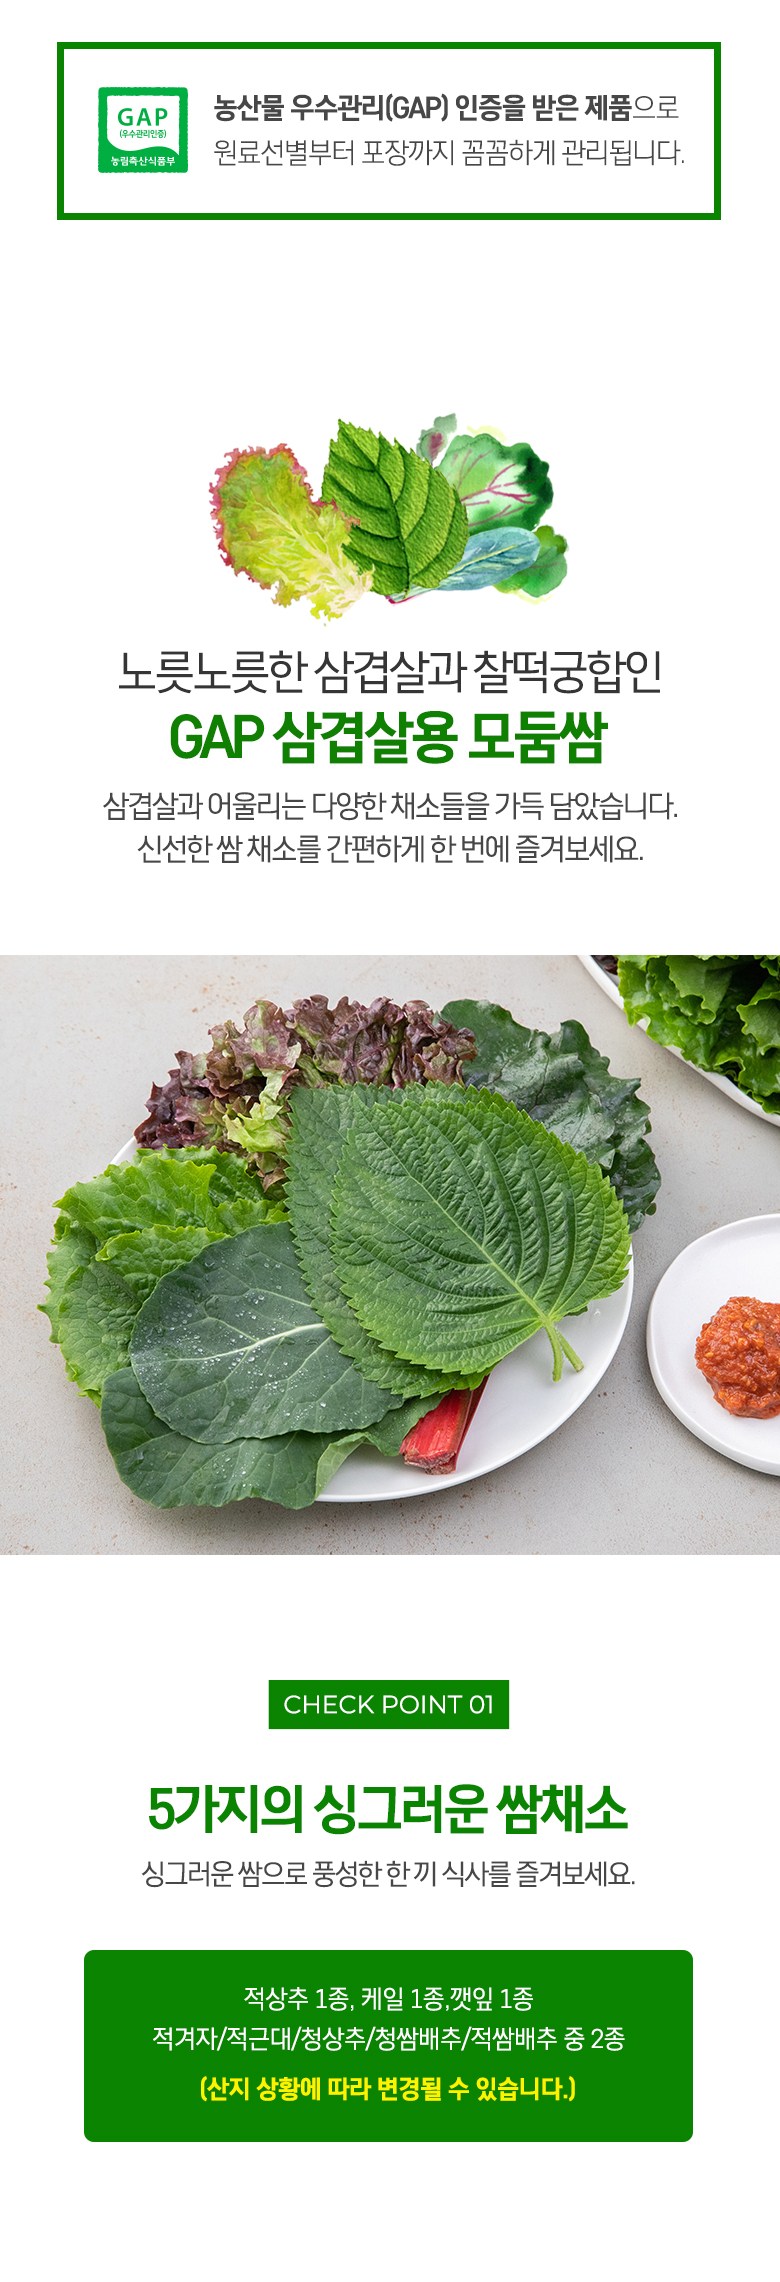 GAP
(우수관리인증)
농림축산식품부
농산물 우수관리(GAP) 인증을 받은 제품으로
원료선별부터 포장까지 꼼꼼하게 관리됩니다.
노릇노릇한 삼겹살과 찰떡궁합인
GAP 삼겹살용 모둠쌈
삼겹살과 어울리는 다양한 채소들을 가득 담았습니다.
신선한 쌈 채소를 간편하게 한 번에 즐겨보세요.
CHECK POINT 01
5가지의 싱그러운 쌈채소
싱그러운 쌈으로 풍성한 한 끼 식사를 즐겨보세요.
적상추 1종, 케일 1종,깻잎 1종
적겨자/적근대/청상추/청쌈배추/적쌈배추 중 2종
(산지 상황에 따라 변경될 수 있습니다.)